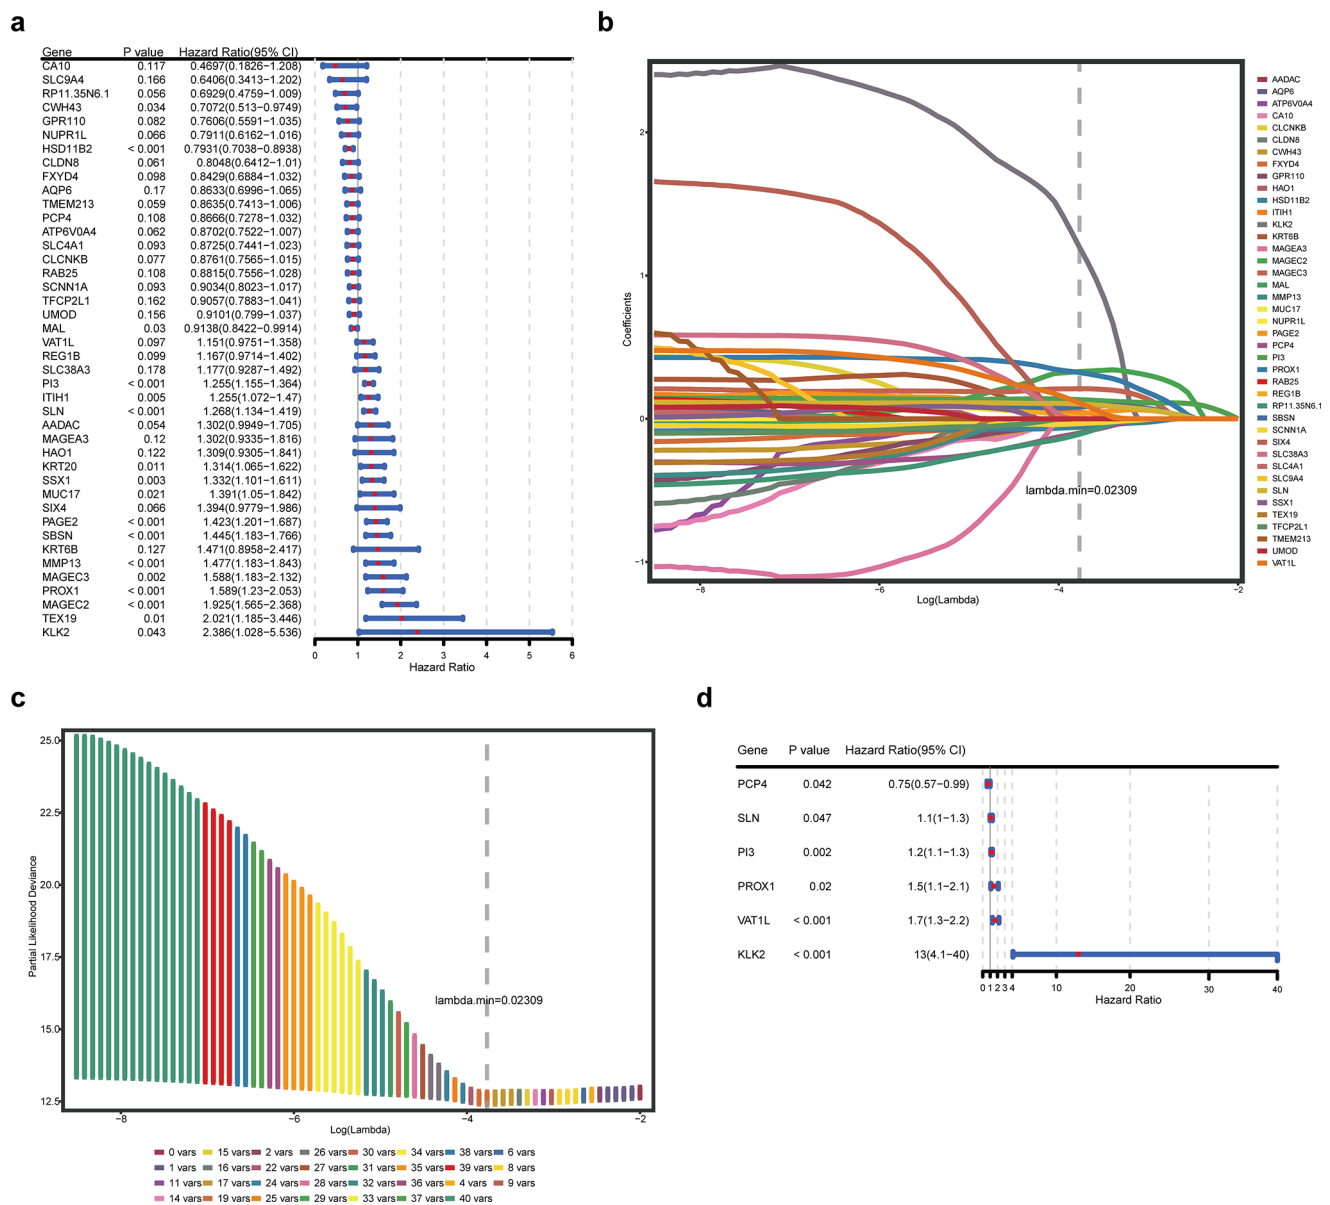 a
Gene P value Hazard Ratio(95% CI)
CA10 0.117 0.4697(0.1826−1.208)
SLC9A4 0.166 0.6406(0.3413−1.202)
RP11.35N6.1 0.056 0.6929(0.4759−1.009)
CWH43 0.034 0.7072(0.513−0.9749)
GPR110 0.082 0.7606(0.5591−1.035)
NUPR1L 0.066 0.7911(0.6162−1.016)
HSD11B2 < 0.001 0.7931(0.7038−0.8938)
CLDN8 0.061 0.8048(0.6412−1.01)
FXYD4 0.098 0.8429(0.6884−1.032)
AQP6 0.17 0.8633(0.6996−1.065)
TMEM213 0.059 0.8635(0.7413−1.006)
PCP4 0.108 0.8666(0.7278−1.032)
ATP6V0A4 0.062 0.8702(0.7522−1.007)
SLC4A1 0.093 0.8725(0.7441−1.023)
CLCNKB 0.077 0.8761(0.7565−1.015)
RAB25 0.108 0.8815(0.7556−1.028)
SCNN1A 0.093 0.9034(0.8023−1.017)
TFCP2L1 0.162 0.9057(0.7883−1.041)
UMOD 0.156 0.9101(0.799−1.037)
MAL 0.03 0.9138(0.8422−0.9914)
VAT1L 0.097 1.151(0.9751−1.358)
REG1B 0.099 1.167(0.9714−1.402)
SLC38A3 0.178 1.177(0.9287−1.492)
PI3 < 0.001 1.255(1.155−1.364)
ITIH1 0.005 1.255(1.072−1.47)
SLN < 0.001 1.268(1.134−1.419)
AADAC 0.054 1.302(0.9949−1.705)
MAGEA3 0.12 1.302(0.9335−1.816)
HAO1 0.122 1.309(0.9305−1.841)
KRT20 0.011 1.314(1.065−1.622)
SSX1 0.003 1.332(1.101−1.611)
MUC17 0.021 1.391(1.05−1.842)
SIX4 0.066 1.394(0.9779−1.986)
PAGE2 < 0.001 1.423(1.201−1.687)
SBSN < 0.001 1.445(1.183−1.766)
KRT6B 0.127 1.471(0.8958−2.417)
MMP13 < 0.001 1.477(1.183−1.843)
MAGEC3 0.002 1.588(1.183−2.132)
PROX1 < 0.001 1.589(1.23−2.053)
MAGEC2 < 0.001 1.925(1.565−2.368)
TEX19 0.01 2.021(1.185−3.446)
KLK2 0.043 2.386(1.028−5.536)
0 1 2 3 4 5 6
Hazard Ratio
b
2
1
0
−1
Coefficients
lambda.min=0.02309
−8 −6 −4 −2
Log(Lambda)
AADAC
AQP6
ATP6V0A4
CA10
CLCNKB
CLDN8
CWH43
FXYD4
GPR110
HAO1
HSD11B2
ITIH1
KLK2
KRT6B
MAGEA3
MAGEC2
MAGEC3
MAL
MMP13
MUC17
NUPR1L
PAGE2
PCP4
PI3
PROX1
RAB25
REG1B
RP11.35N6.1
SBSN
SCNN1A
SIX4
SLC38A3
SLC4A1
SLC9A4
SLN
SSX1
TEX19
TFCP2L1
TMEM213
UMOD
VAT1L
c
25.0
22.5
20.0
17.5
15.0
12.5
Partial Likelihood Deviance
lambda.min=0.02309
−8 −6 −4 −2
Log(Lambda)
0 vars 15 vars 2 vars 26 vars 30 vars 34 vars 38 vars 6 vars
1 vars 16 vars 22 vars 27 vars 31 vars 35 vars 39 vars 8 vars
11 vars 17 vars 24 vars 28 vars 32 vars 36 vars 4 vars 9 vars
14 vars 19 vars 25 vars 29 vars 33 vars 37 vars 40 vars
d
Gene P value Hazard Ratio(95% CI)
PCP4 0.042 0.75(0.57−0.99)
SLN 0.047 1.1(1−1.3)
PI3 0.002 1.2(1.1−1.3)
PROX1 0.02 1.5(1.1−2.1)
VAT1L < 0.001 1.7(1.3−2.2)
KLK2 < 0.001 13(4.1−40)
0 1 2 3 4 10 20 30 40
Hazard Ratio